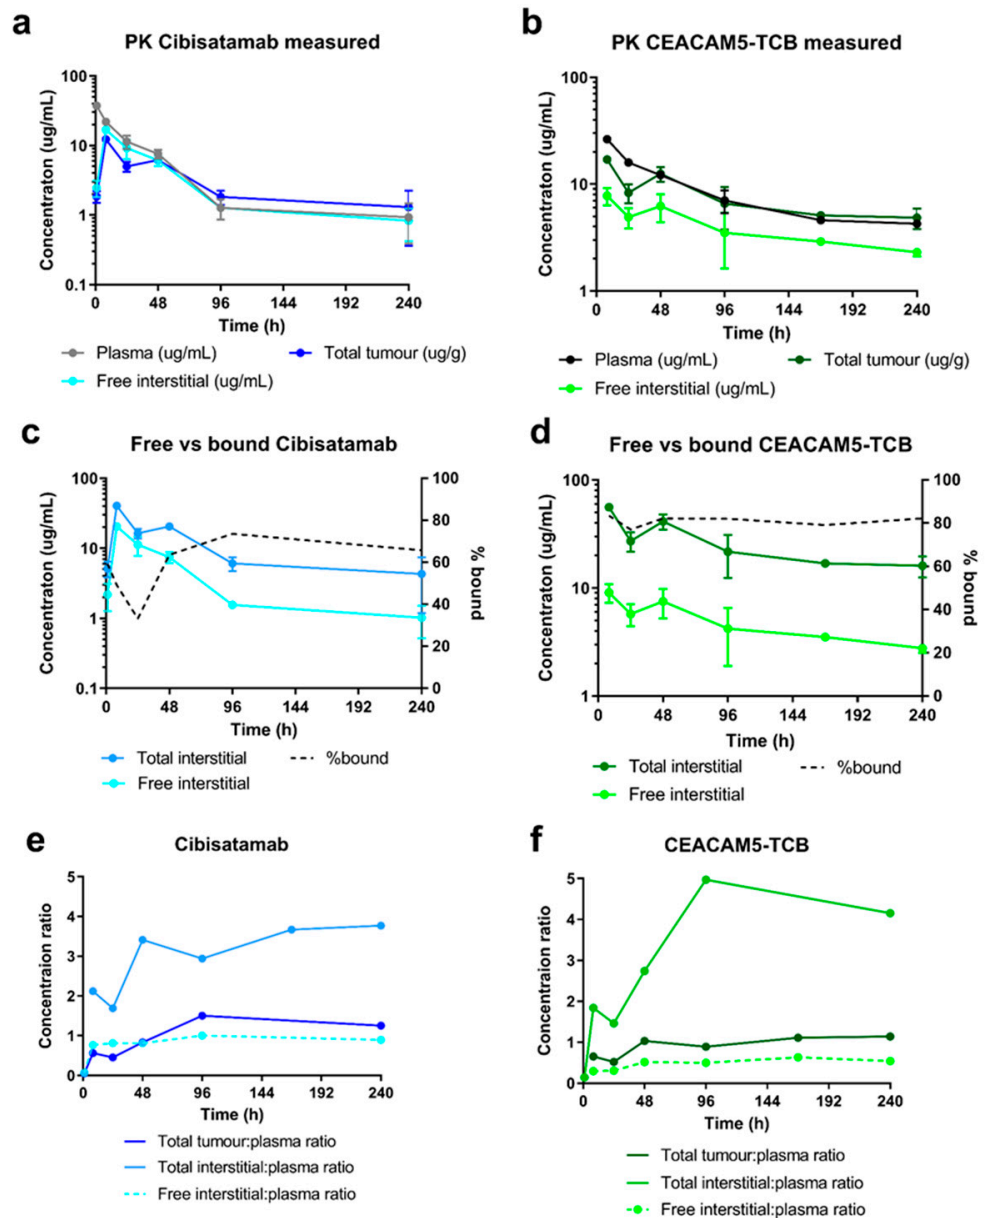 a
PK Cibisatamab measured
Concentraton (ug/mL)
100
10
1
0.1
0 48 96 144 192 240
Time (h)
Plasma (ug/mL)
Total tumour (ug/g)
Free interstitial (ug/mL)
b
PK CEACAM5-TCB measured
Concentraton (ug/mL)
100
10
1
0 48 96 144 192 240
Time (h)
Plasma (ug/mL)
Total tumour (ug/g)
Free interstitial (ug/mL)
c
Free vs bound Cibisatamab
Concentraton (ug/mL)
100
10
1
0.1
100
80
60
40
20
0
% bound
0 48 96 144 192 240
Time (h)
Total interstitial
%bound
Free interstitial
d
Free vs bound CEACAM5-TCB
Concentraton (ug/mL)
100
10
1
100
80
60
40
20
0
% bound
0 48 96 144 192 240
Time (h)
Total interstitial
%bound
Free interstitial
e
Cibisatamab
Concentraion ratio
5
4
3
2
1
0
0 48 96 144 192 240
Time (h)
Total tumour:plasma ratio
Total interstitial:plasma ratio
Free interstitial:plasma ratio
f
CEACAM5-TCB
Concentraion ratio
5
4
3
2
1
0
0 48 96 144 192 240
Time (h)
Total tumour:plasma ratio
Total interstitial:plasma ratio
Free interstitial:plasma ratio